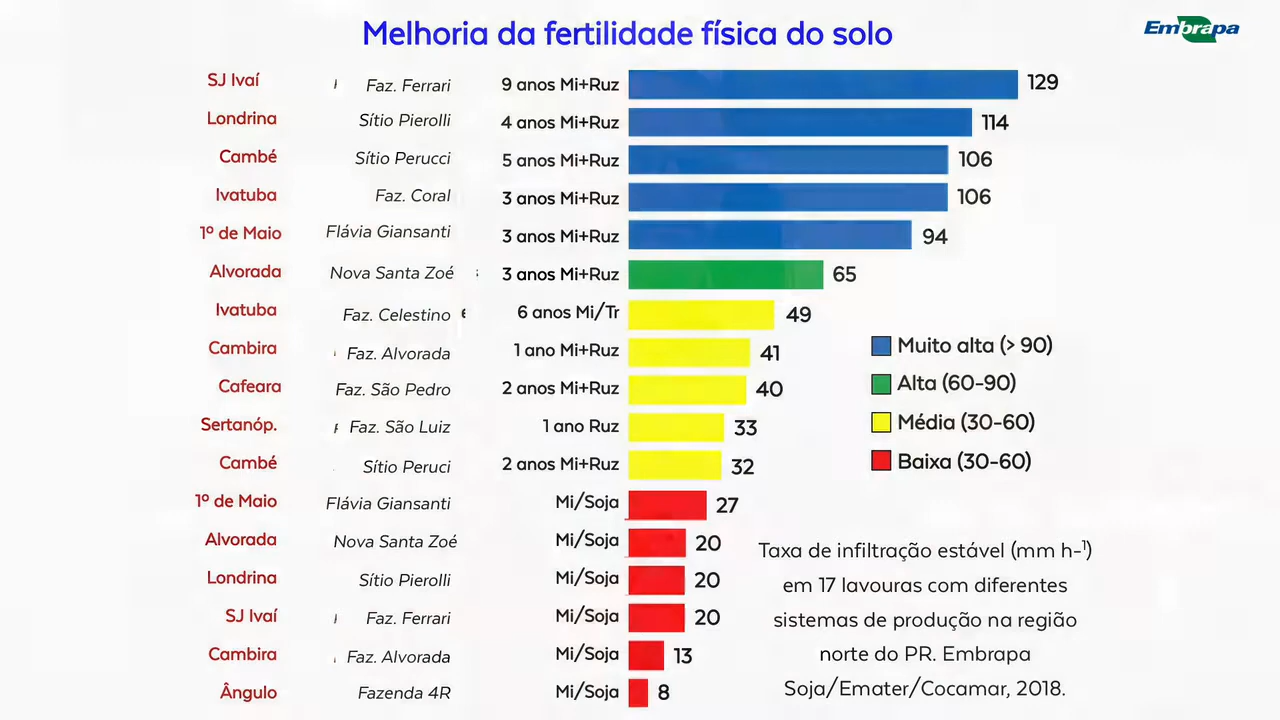 Melhoria da fertilidade física do solo
Embrapa
SJ Ivaí Faz. Ferrari 9 anos Mi+Ruz 129
Londrina Sítio Pierolli 4 anos Mi+Ruz 114
Cambé Sítio Perucci 5 anos Mi+Ruz 106
Ivatuba Faz. Coral 3 anos Mi+Ruz 106
1º de Maio Flávia Giansanti 3 anos Mi+Ruz 94
Alvorada Nova Santa Zoé 3 anos Mi+Ruz 65
Ivatuba Faz. Celestino 6 anos Mi/Tr 49
Cambira Faz. Alvorada 1 ano Mi+Ruz 41
Cafeara Faz. São Pedro 2 anos Mi+Ruz 40
Sertanóp. Faz. São Luiz 1 ano Ruz 33
Cambé Sítio Peruci 2 anos Mi+Ruz 32
1º de Maio Flávia Giansanti Mi/Soja 27
Alvorada Nova Santa Zoé Mi/Soja 20
Londrina Sítio Pierolli Mi/Soja 20
SJ Ivaí Faz. Ferrari Mi/Soja 20
Cambira Faz. Alvorada Mi/Soja 13
Ângulo Fazenda 4R Mi/Soja 8
Muito alta (> 90)
Alta (60-90)
Média (30-60)
Baixa (30-60)
Taxa de infiltração estável (mm h-¹)
em 17 lavouras com diferentes
sistemas de produção na região
norte do PR. Embrapa
Soja/Emater/Cocamar, 2018.